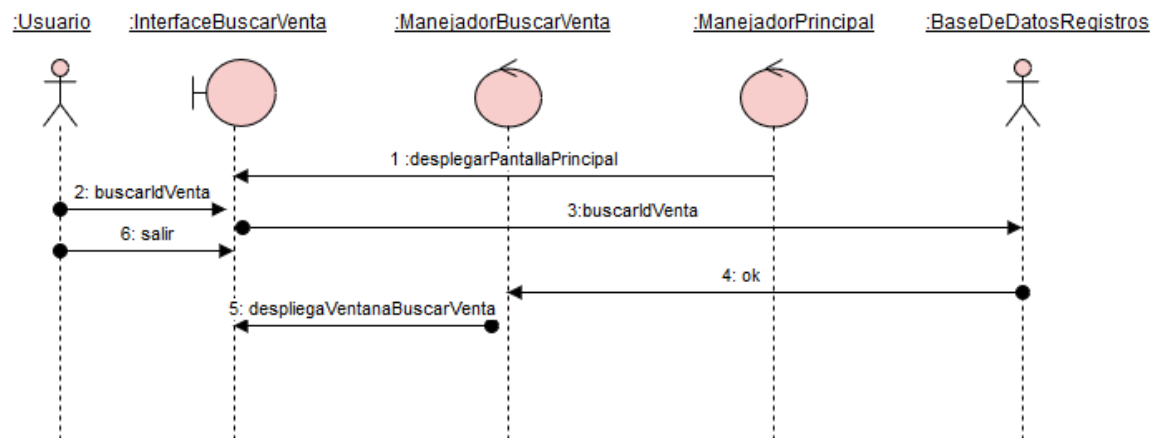 :Usuario
:InterfaceBuscarVenta
:ManejadorBuscarVenta
:ManejadorPrincipal
:BaseDeDatosRegistros
1 :desplegarPantallaPrincipal
2: buscarIdVenta
3:buscarIdVenta
6: salir
4: ok
5: despliegaVentanaBuscarVenta